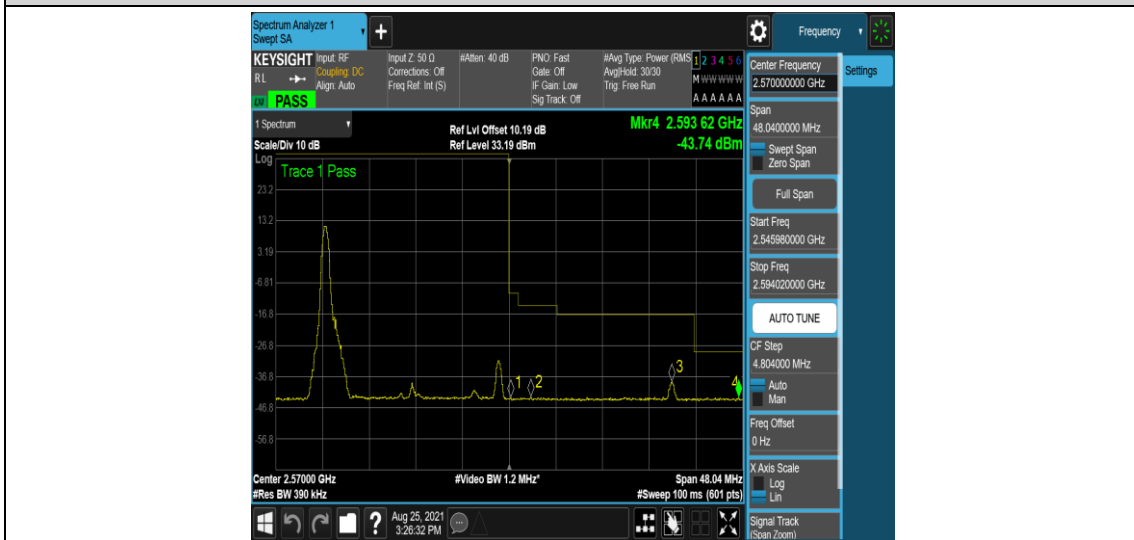 Spectrum Analyzer 1
Swept SA
+
Frequency
KEYSIGHT
RL
PASS
Input: RF
Coupling: DC
Align: Auto
Input Z: 50 Ω
Corrections: Off
Freq Ref: Int (S)
#Atten: 40 dB
PNO: Fast
Gate: Off
IF Gain: Low
Sig Track: Off
#Avg Type: Power (RMS
Avg|Hold: 30/30
Trig: Free Run
1 2 3 4 5 6
M W W W W W
A A A A A A
1 Spectrum
Scale/Div 10 dB
Ref Lvl Offset 10.19 dB
Ref Level 33.19 dBm
Mkr4 2.593 62 GHz
-43.74 dBm
Log
Trace 1 Pass
23.2
13.2
3.19
-6.81
-16.8
-26.8
-36.8
-46.8
-56.8
1
2
3
4
Center 2.57000 GHz
#Res BW 390 kHz
#Video BW 1.2 MHz*
Span 48.04 MHz
#Sweep 100 ms (601 pts)
?
Aug 25, 2021
3:26:32 PM
Center Frequency
2.570000000 GHz
Settings
Span
48.0400000 MHz
Swept Span
Zero Span
Full Span
Start Freq
2.545980000 GHz
Stop Freq
2.594020000 GHz
AUTO TUNE
CF Step
4.804000 MHz
Auto
Man
Freq Offset
0 Hz
X Axis Scale
Log
Lin
Signal Track
(Span Zoom)